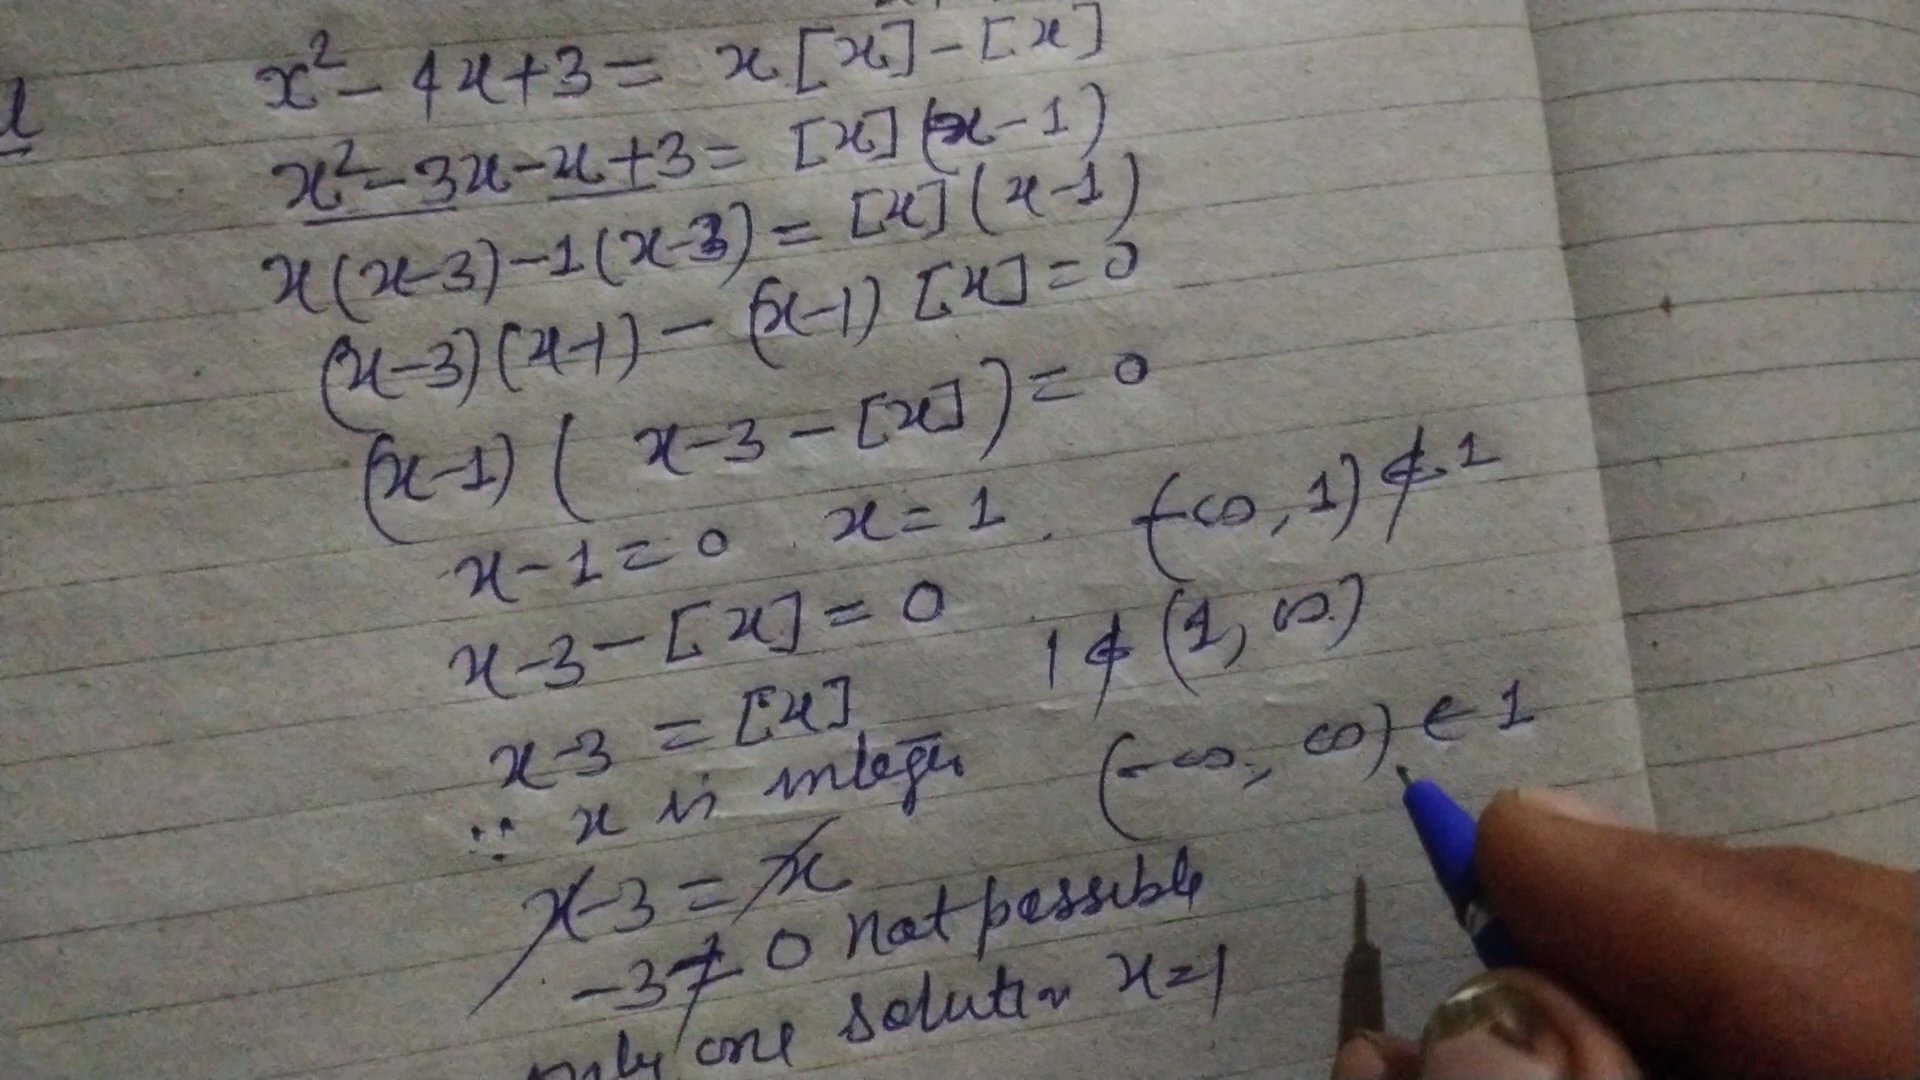 x² - 4x + 3 = x[x] - [x]
x² - 3x - x + 3 = [x](x-1)
x(x-3) - 1(x-3) = [x](x-1)
(x-3)(x-1) - (x-1)[x] = 0
(x-1)(x-3-[x]) = 0
x-1 = 0 x = 1 (-∞, 1) ∉ 1
x-3-[x] = 0 1 ∉ (1, ∞)
x-3 = [x] (-∞, ∞) ∈ 1
∵ x is integer
x-3 = x
-3 ≠ 0 not possible
only one solution x=1